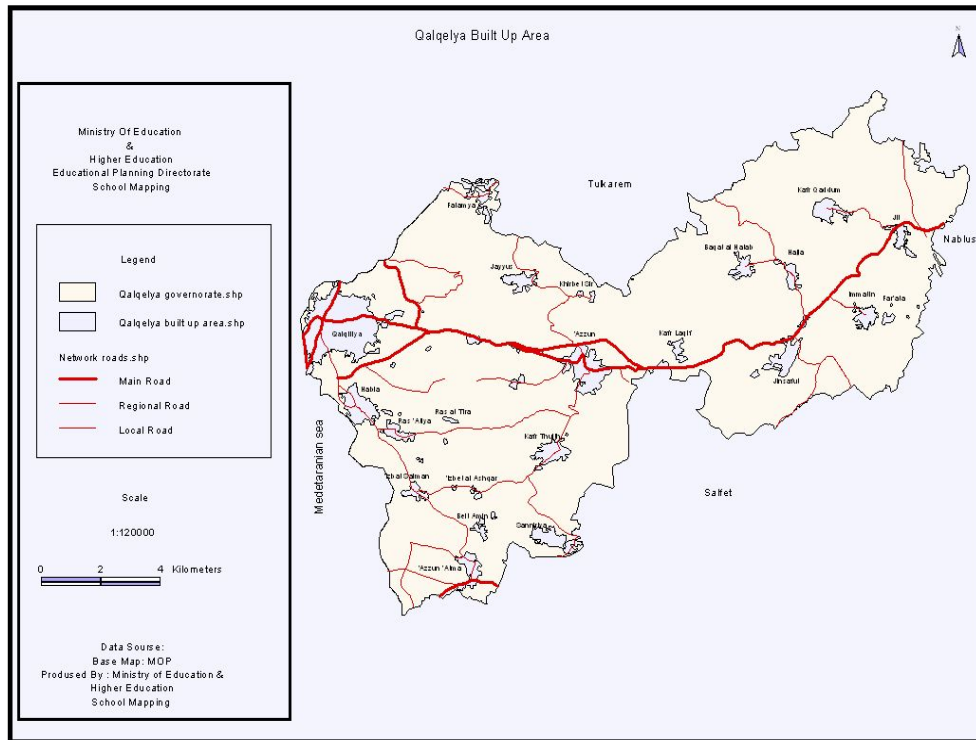 Qalqelya Built Up Area
N
Ministry Of Education
&
Higher Education
Educational Planning Directorate
School Mapping
Legend
Qalqelya governorate.shp
Qalqelya built up area.shp
Network roads.shp
Main Road
Regional Road
Local Road
Scale
1:120000
0 2 4 Kilometers
Data Sourse:
Base Map: MOP
Prodused By : Ministry of Education &
Higher Education
School Mapping
Tulkarem
Nablus
Salfet
Medetaranian sea
Falamya
Kafr Qaddum
Jit
Baqat al Hatab
Hajja
Jayyus
Immatin
Far'ata
Qalqiliya
'Azzun
Kafr Laqif
Jinsafut
Habla
Ras 'Atiya
Ras at Tira
Kafr Thulth
'Izbat al Ashqar
Beit Amin
Sanniriya
'Azzun 'Atma